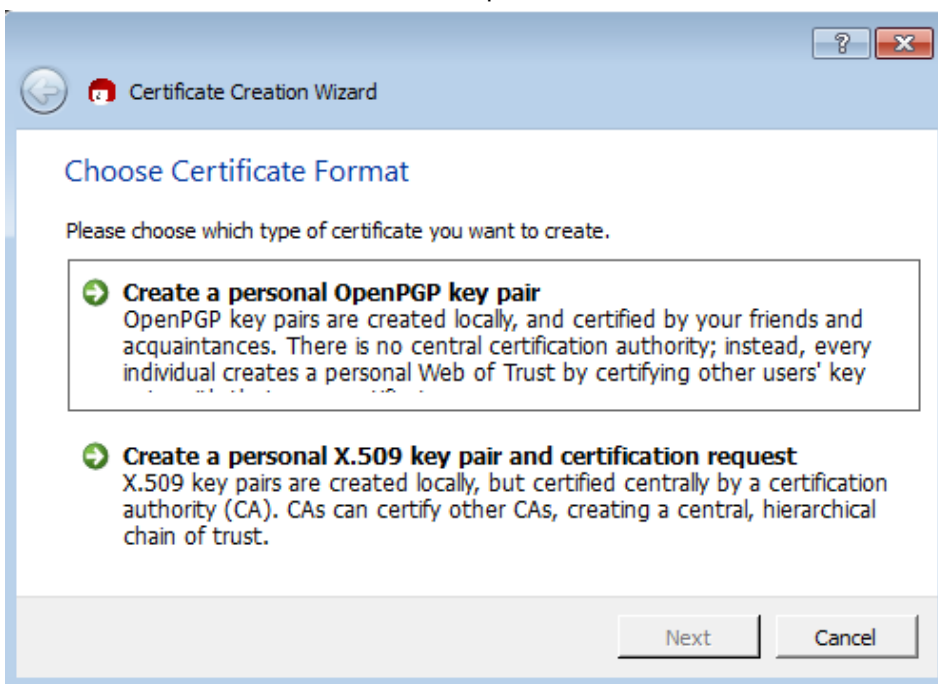 Certificate Creation Wizard
Choose Certificate Format
Please choose which type of certificate you want to create.
Create a personal OpenPGP key pair
OpenPGP key pairs are created locally, and certified by your friends and
acquaintances. There is no central certification authority; instead, every
individual creates a personal Web of Trust by certifying other users' key
Create a personal X.509 key pair and certification request
X.509 key pairs are created locally, but certified centrally by a certification
authority (CA). CAs can certify other CAs, creating a central, hierarchical
chain of trust.
Next Cancel